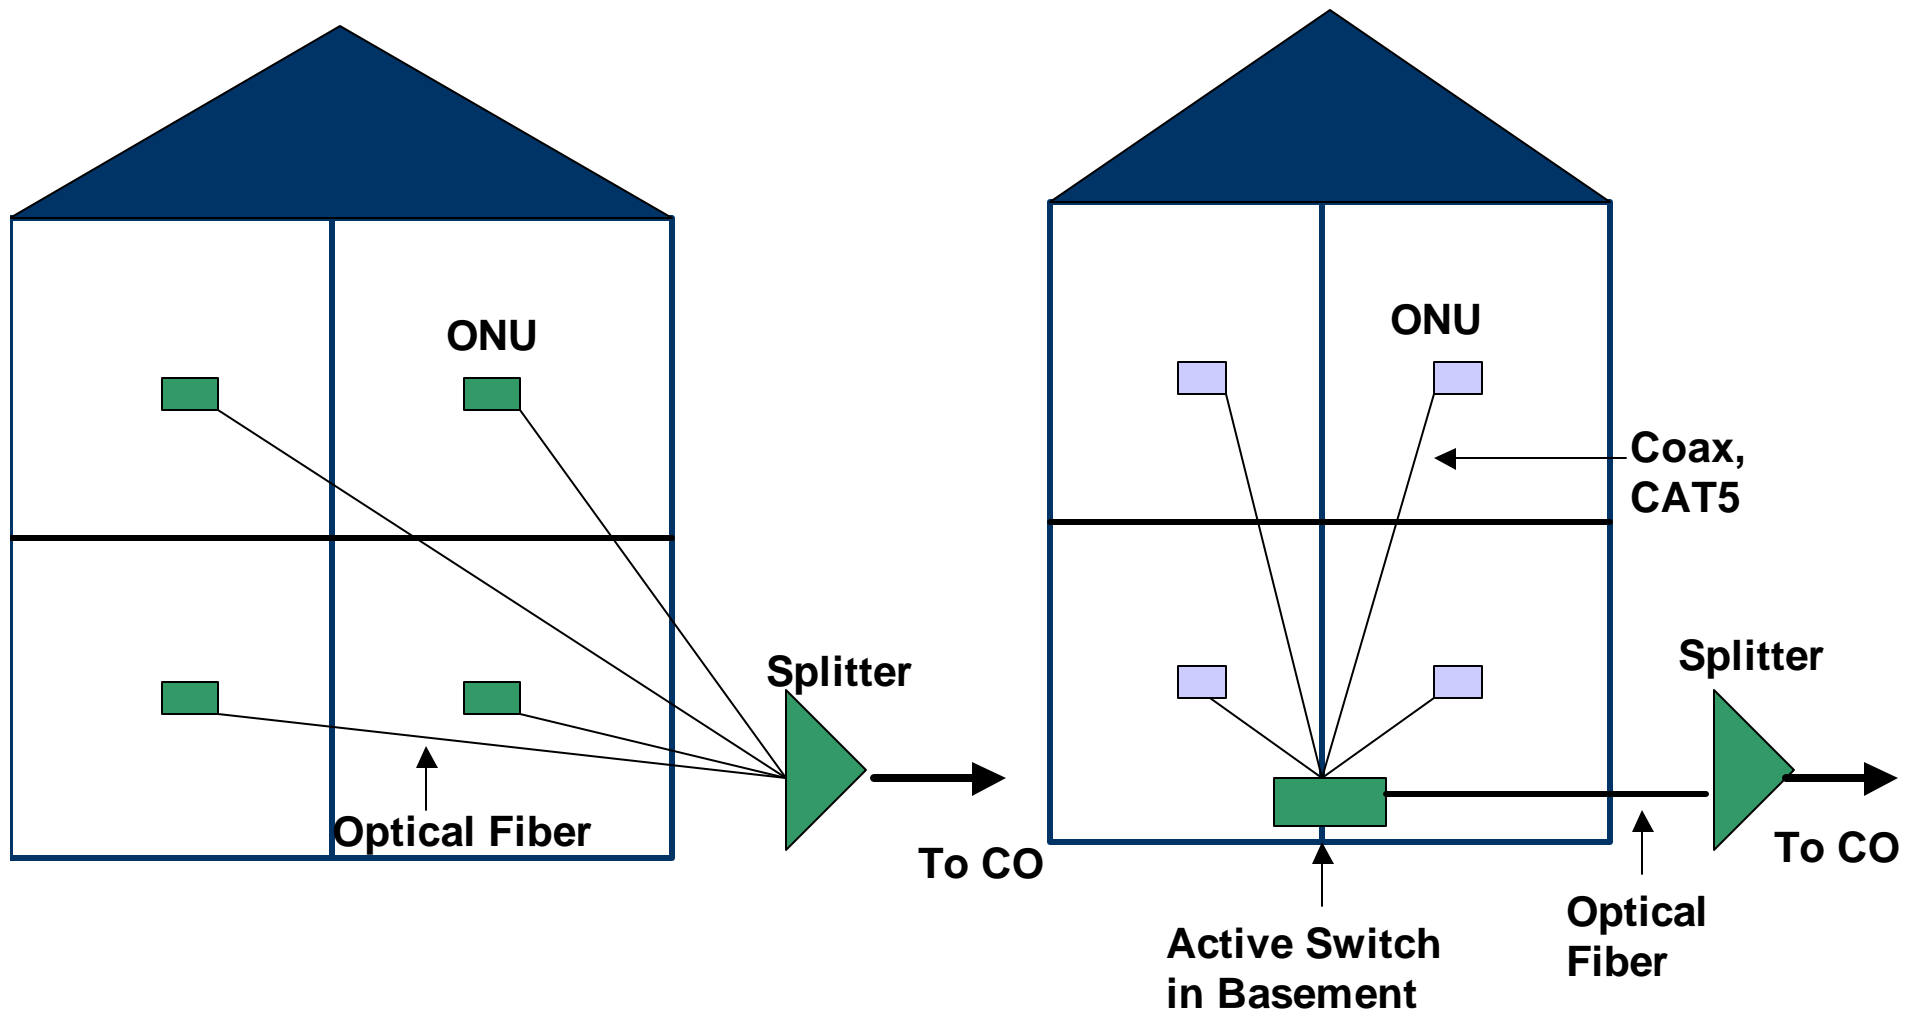 ONU
Splitter
Optical Fiber
To CO
ONU
Coax,
CAT5
Splitter
To CO
Optical
Fiber
Active Switch
in Basement